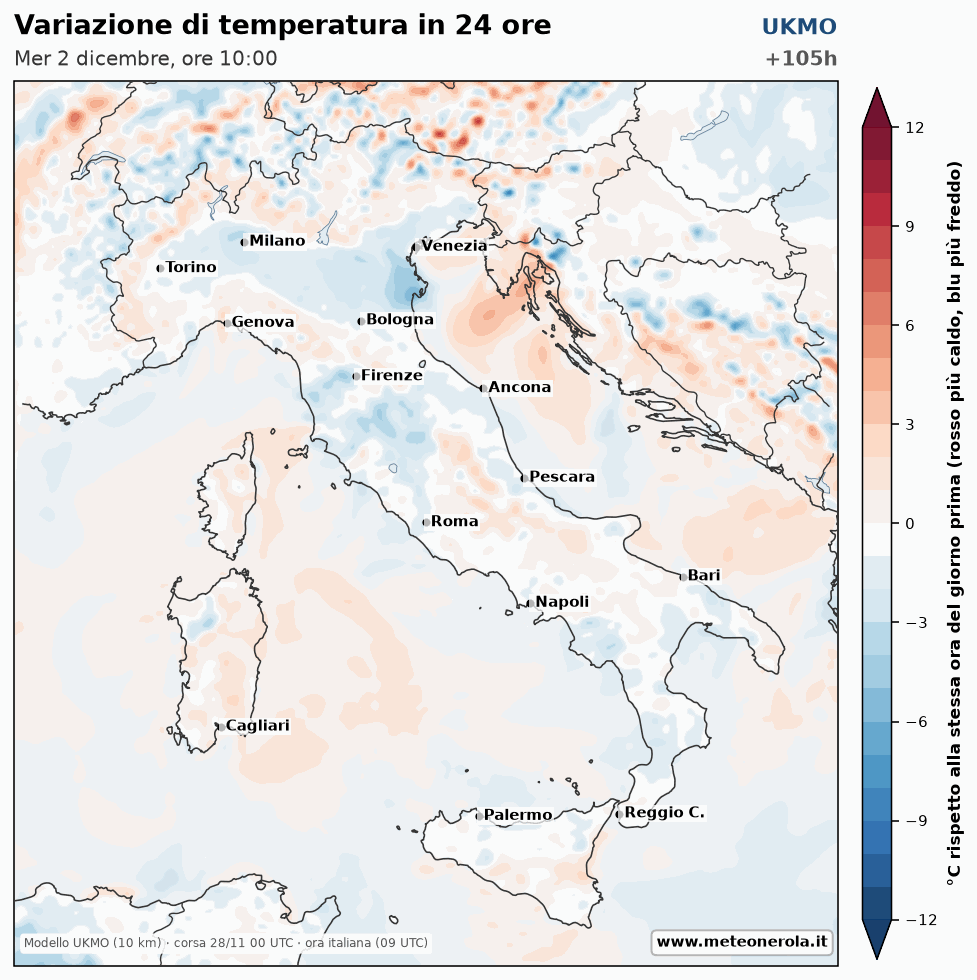 Variazione di temperatura in 24 ore
UKMO
Mer 2 dicembre, ore 10:00
+105h
Milano
Venezia
Torino
Genova
Bologna
Firenze
Ancona
Pescara
Roma
Bari
Napoli
Cagliari
Palermo
Reggio C.
12
9
6
3
0
−3
−6
−9
−12
°C rispetto alla stessa ora del giorno prima (rosso più caldo, blu più freddo)
Modello UKMO (10 km) · corsa 28/11 00 UTC · ora italiana (09 UTC)
www.meteonerola.it